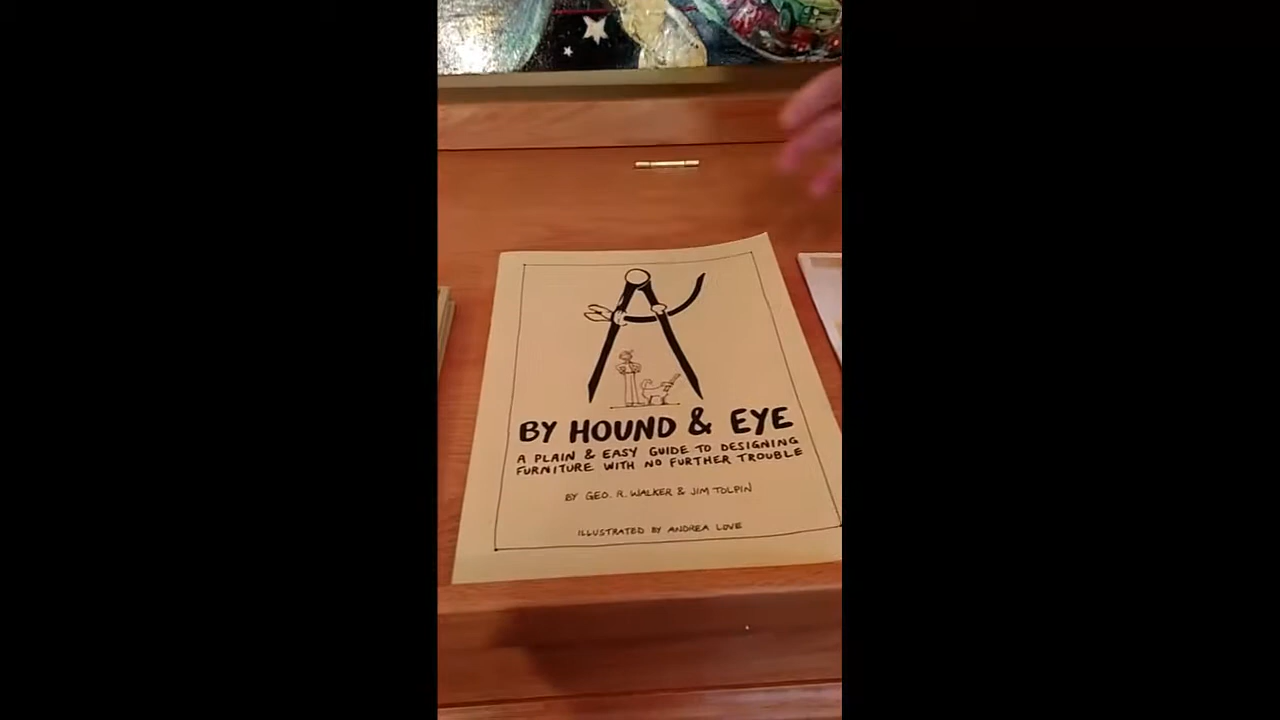 BY HOUND & EYE
A PLAIN & EASY GUIDE TO DESIGNING
FURNITURE WITH NO FURTHER TROUBLE
BY GEO. R. WALKER & JIM TOLPIN
ILLUSTRATED BY ANDREA LOVE